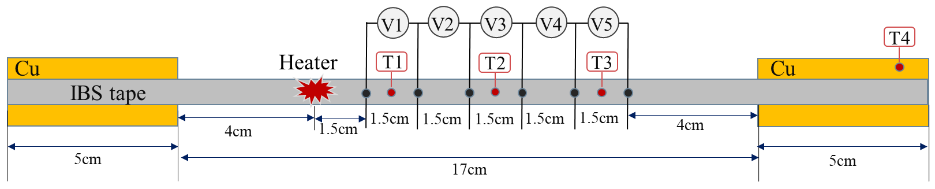 V1 V2 V3 V4 V5
T4
Heater
T1 T2 T3
Cu Cu
IBS tape
4cm 1.5cm 1.5cm 1.5cm 1.5cm 1.5cm 1.5cm 4cm
5cm 17cm 5cm